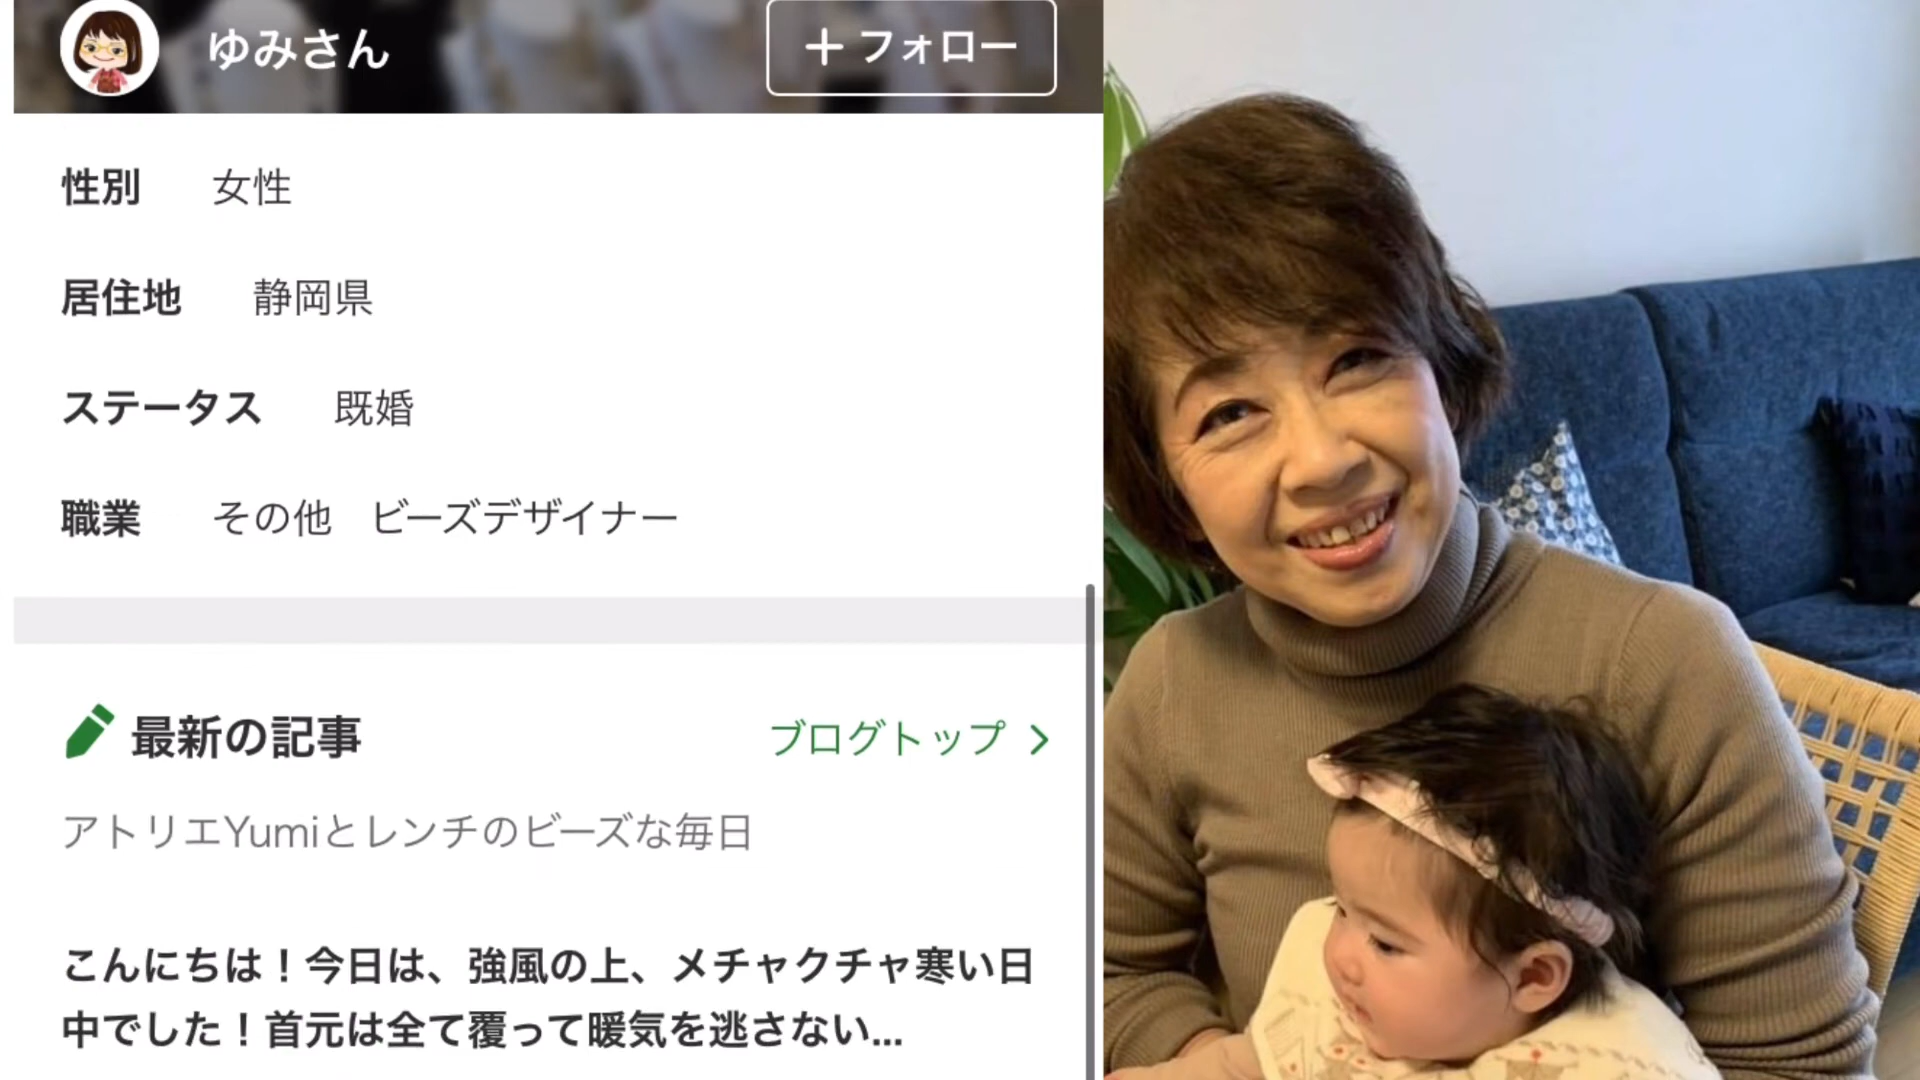 ゆみさん
＋フォロー
性別 女性
居住地 静岡県
ステータス 既婚
職業 その他 ビーズデザイナー
最新の記事 ブログトップ >
アトリエYumiとレンチのビーズな毎日
こんにちは！今日は、強風の上、メチャクチャ寒い日
中でした！首元は全て覆って暖気を逃さない...